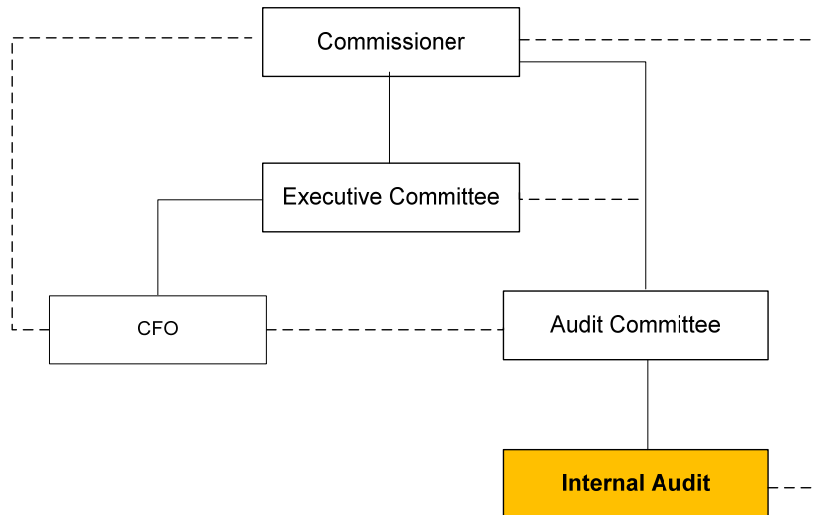 Commissioner
Executive Committee
CFO
Audit Committee
Internal Audit